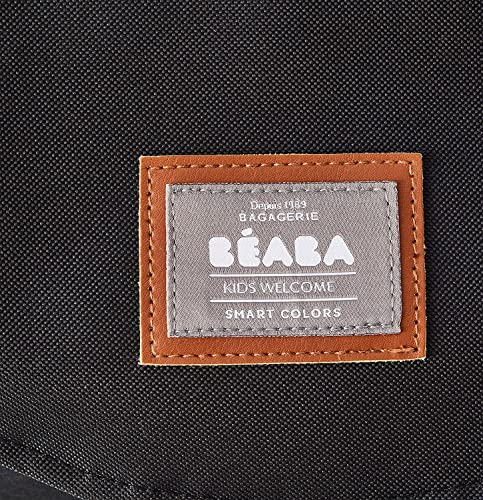 Depuis 1989
BAGAGERIE
BÉABA
KIDS WELCOME
SMART COLORS